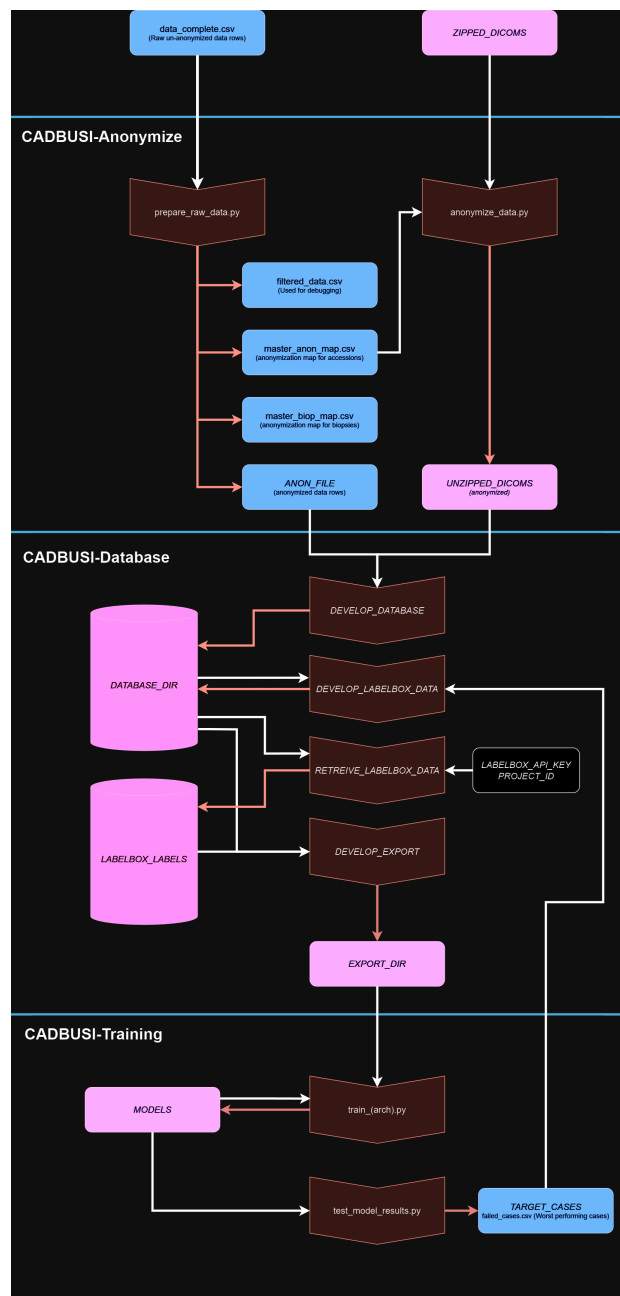 data_complete.csv
(Raw un-anonymized data rows)
ZIPPED_DICOMS
CADBUSI-Anonymize
prepare_raw_data.py
anonymize_data.py
filtered_data.csv
(Used for debugging)
master_anon_map.csv
(anonymization map for accessions)
master_biop_map.csv
(anonymization map for biopsies)
ANON_FILE
(anonymized data rows)
UNZIPPED_DICOMS
(anonymized)
CADBUSI-Database
DEVELOP_DATABASE
DATABASE_DIR
DEVELOP_LABELBOX_DATA
RETREIVE_LABELBOX_DATA
LABELBOX_API_KEY
PROJECT_ID
LABELBOX_LABELS
DEVELOP_EXPORT
EXPORT_DIR
CADBUSI-Training
MODELS
train_(arch).py
test_model_results.py
TARGET_CASES
failed_cases.csv (Worst performing cases)